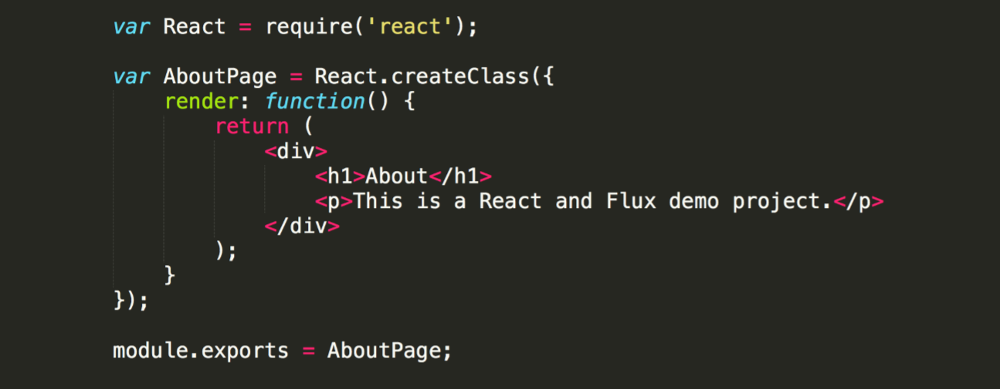 var React = require('react');

var AboutPage = React.createClass({
    render: function() {
        return (
            <div>
                <h1>About</h1>
                <p>This is a React and Flux demo project.</p>
            </div>
        );
    }
});

module.exports = AboutPage;